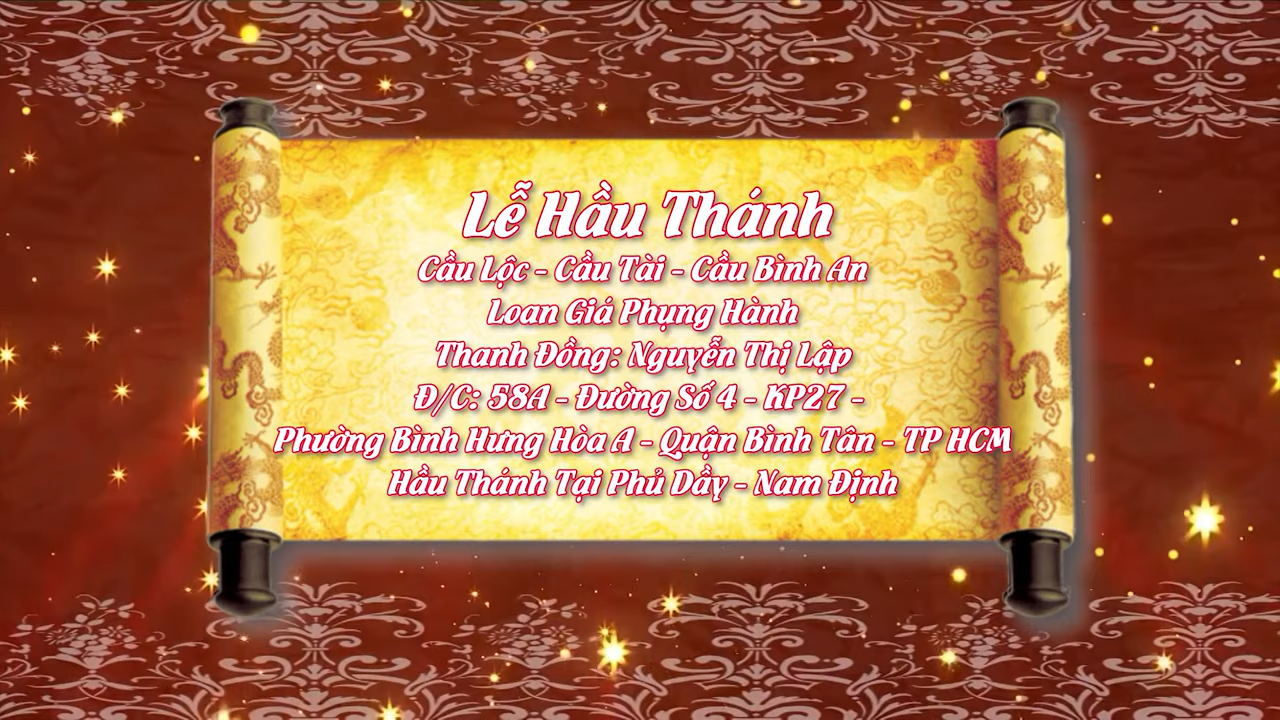 Lễ Hầu Thánh
Cầu Lộc - Cầu Tài - Cầu Bình An
Loan Giá Phụng Hành
Thanh Đồng: Nguyễn Thị Lập
Đ/C: 58A - Đường Số 4 - KP27 -
Phường Bình Hưng Hòa A - Quận Bình Tân - TP HCM
Hầu Thánh Tại Phủ Dầy - Nam Định